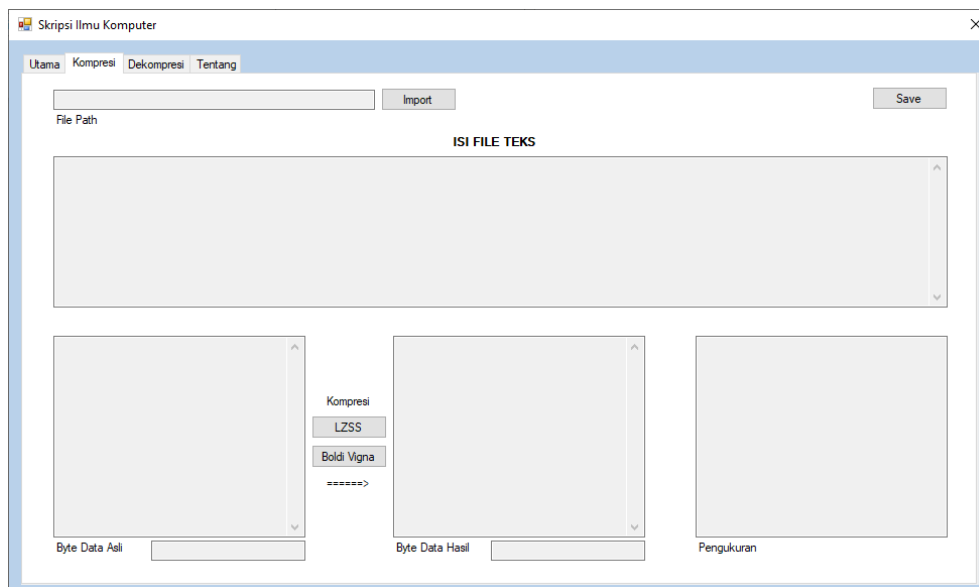 Skripsi Ilmu Komputer
Utama Kompresi Dekompresi Tentang
Import Save
File Path
ISI FILE TEKS
Kompresi
LZSS
Boldi Vigna
======>
Byte Data Asli Byte Data Hasil Pengukuran